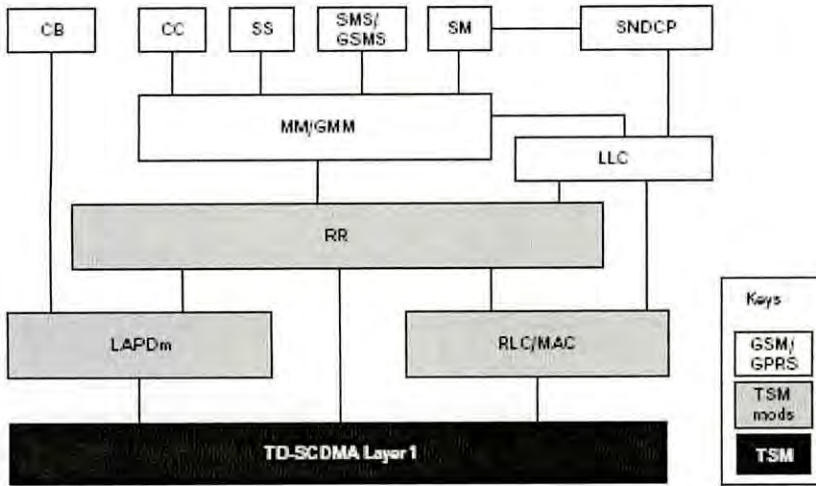 CB
CC
SS
SMS/
GSMS
SM
SNDCP
MM/GMM
LLC
RR
LAPDm
RLC/MAC
TD-SCDMA Layer 1
Keys
GSM/
GPRS
TSM
mods
TSM